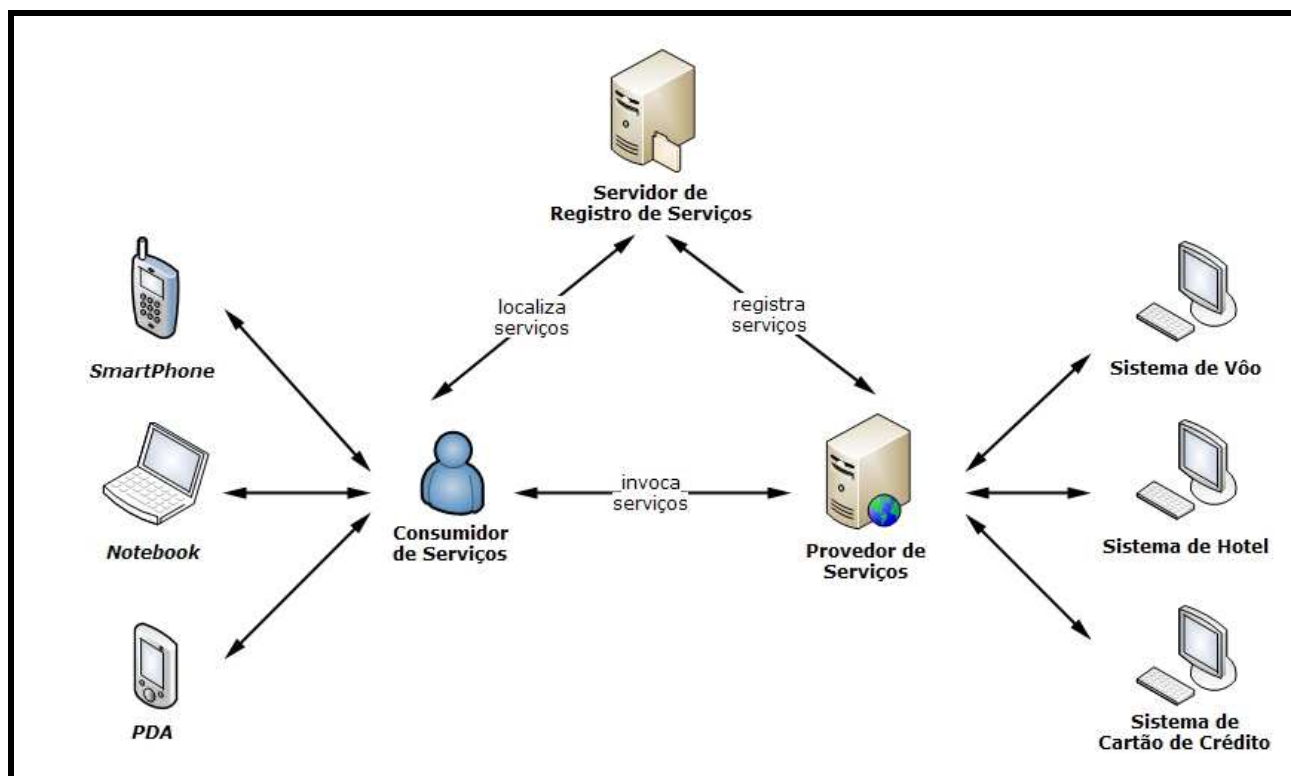 Servidor de
Registro de Serviços
localiza
serviços
registra
serviços
SmartPhone
Sistema de Vôo
Notebook
Consumidor
de Serviços
invoca
serviços
Provedor de
Serviços
Sistema de Hotel
PDA
Sistema de
Cartão de Crédito